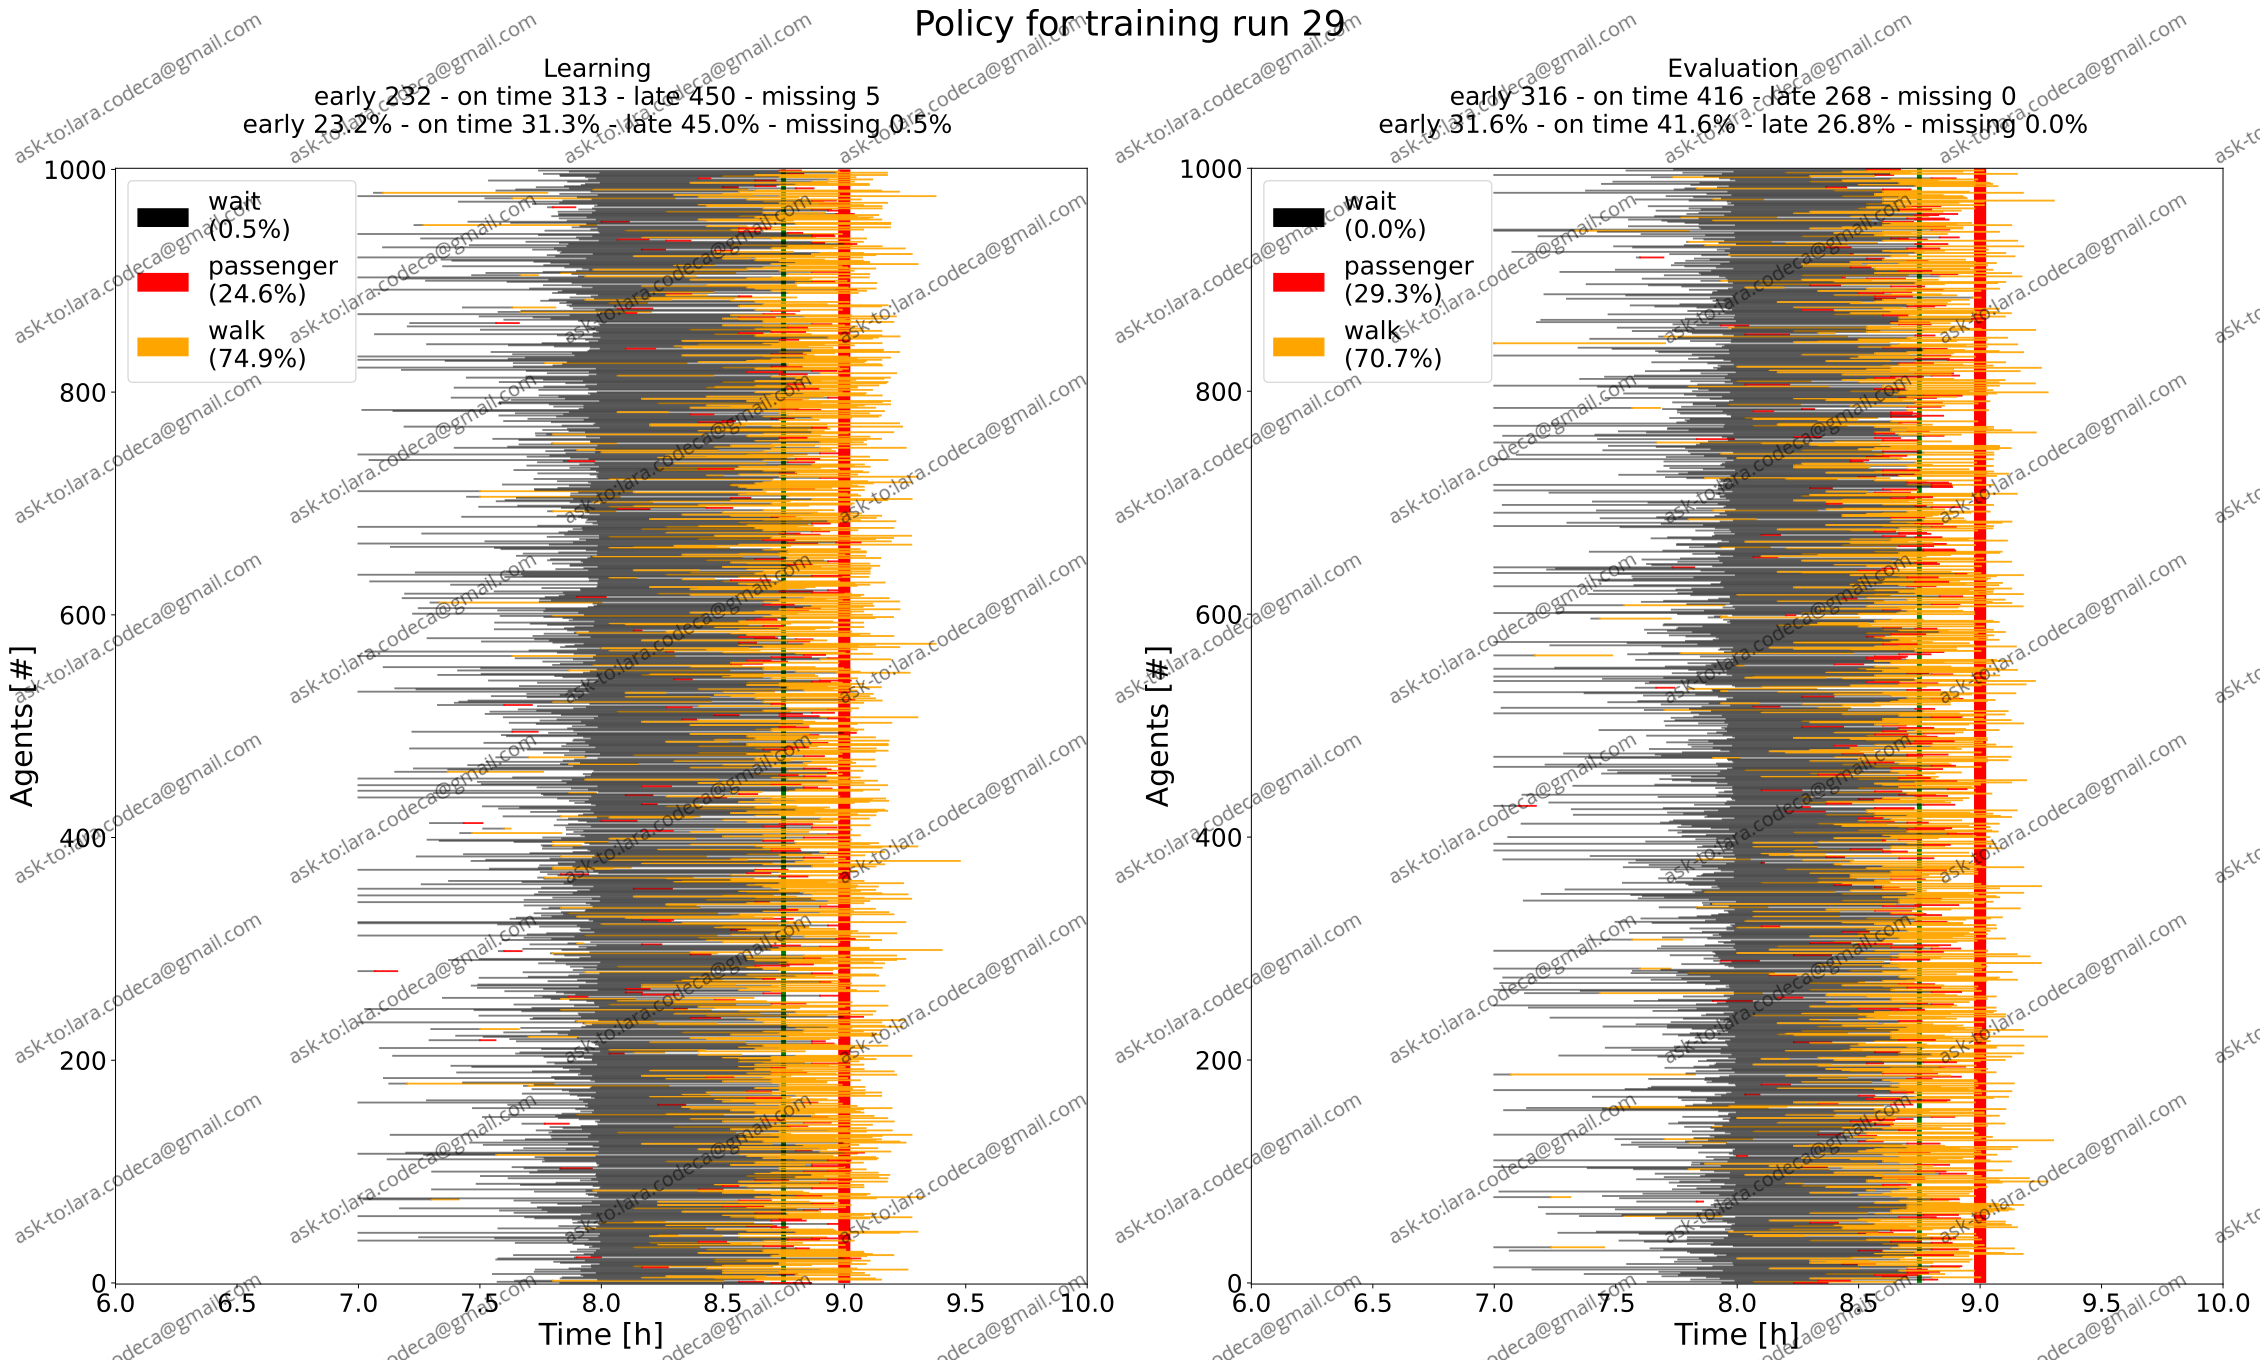 Policy for training run 29
Learning
early 232 - on time 313 - late 450 - missing 5
early 23.2% - on time 31.3% - late 45.0% - missing 0.5%
Evaluation
early 316 - on time 416 - late 268 - missing 0
early 31.6% - on time 41.6% - late 26.8% - missing 0.0%
wait
(0.5%)
passenger
(24.6%)
walk
(74.9%)
wait
(0.0%)
passenger
(29.3%)
walk
(70.7%)
1000
800
600
400
200
0
Agents [#]
6.0 6.5 7.0 7.5 8.0 8.5 9.0 9.5 10.0
Time [h]
1000
800
600
400
200
0
Agents [#]
6.0 6.5 7.0 7.5 8.0 8.5 9.0 9.5 10.0
Time [h]
ask-to:lara.codeca@gmail.com